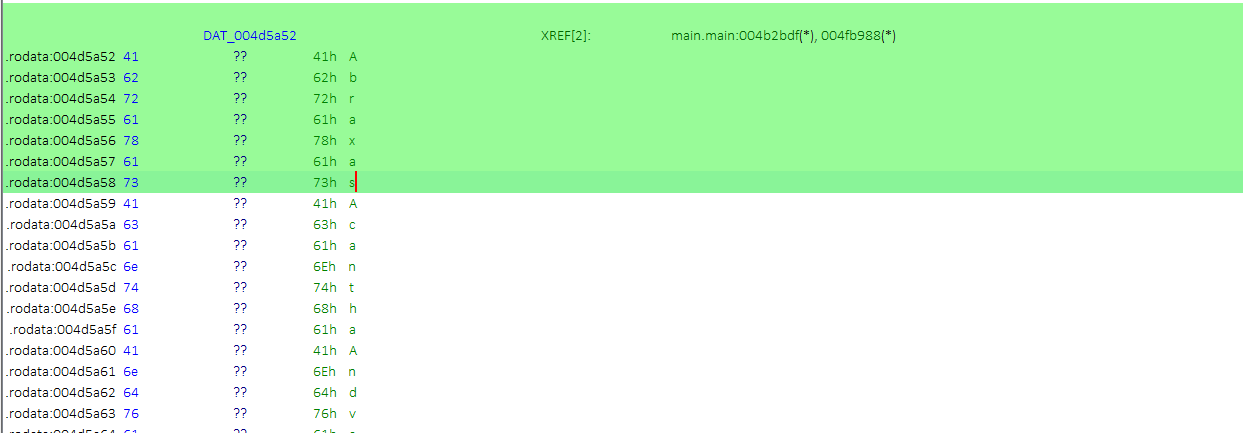 DAT_004d5a52 XREF[2]: main.main:004b2bdf(*), 004fb988(*)
.rodata:004d5a52 41 ?? 41h A
.rodata:004d5a53 62 ?? 62h b
.rodata:004d5a54 72 ?? 72h r
.rodata:004d5a55 61 ?? 61h a
.rodata:004d5a56 78 ?? 78h x
.rodata:004d5a57 61 ?? 61h a
.rodata:004d5a58 73 ?? 73h s
.rodata:004d5a59 41 ?? 41h A
.rodata:004d5a5a 63 ?? 63h c
.rodata:004d5a5b 61 ?? 61h a
.rodata:004d5a5c 6e ?? 6Eh n
.rodata:004d5a5d 74 ?? 74h t
.rodata:004d5a5e 68 ?? 68h h
.rodata:004d5a5f 61 ?? 61h a
.rodata:004d5a60 41 ?? 41h A
.rodata:004d5a61 6e ?? 6Eh n
.rodata:004d5a62 64 ?? 64h d
.rodata:004d5a63 76 ?? 76h v